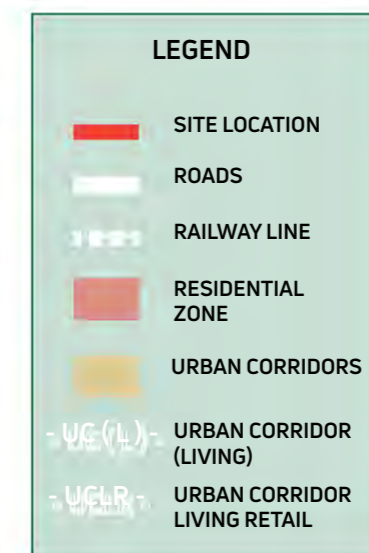 LEGEND
SITE LOCATION
ROADS
RAILWAY LINE
RESIDENTIAL
ZONE
URBAN CORRIDORS
- UC (L) - URBAN CORRIDOR
(LIVING)
- UCLR - URBAN CORRIDOR
LIVING RETAIL